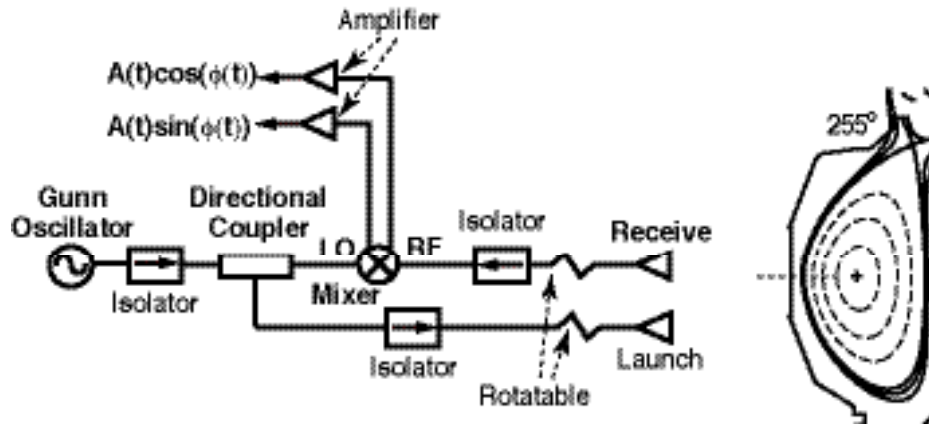 Amplifier
A(t)cos(ϕ(t))
A(t)sin(ϕ(t))
255°
Gunn
Oscillator
Directional
Coupler
Isolator
Receive
LO
RF
Isolator
Mixer
Isolator
Launch
Rotatable